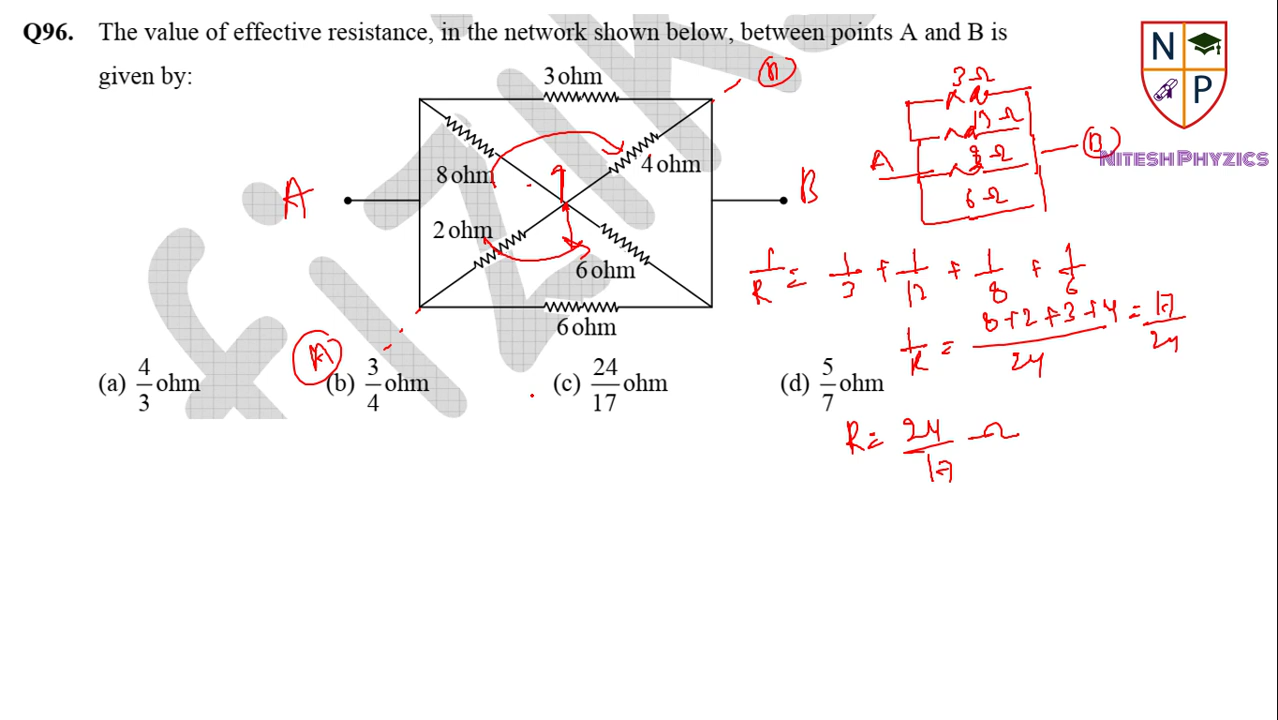 Q96. The value of effective resistance, in the network shown below, between points A and B is
given by:
3 ohm
8 ohm
4 ohm
2 ohm
6 ohm
6 ohm
A
B
A
(a) 4/3 ohm
(b) 3/4 ohm
(c) 24/17 ohm
(d) 5/7 ohm
N
P
NITESH PHYZICS
3 Ω
Ω
A
8 Ω
6 Ω
B
1/R = 1/3 + 1/12 + 1/8 + 1/6
1/R = 8+2+3+4/24 = 17/24
R = 24/17 Ω